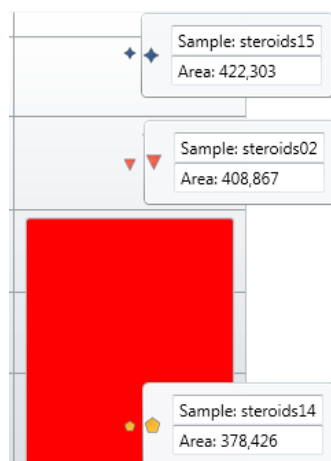 Sample: steroids15
Area: 422,303
Sample: steroids02
Area: 408,867
Sample: steroids14
Area: 378,426